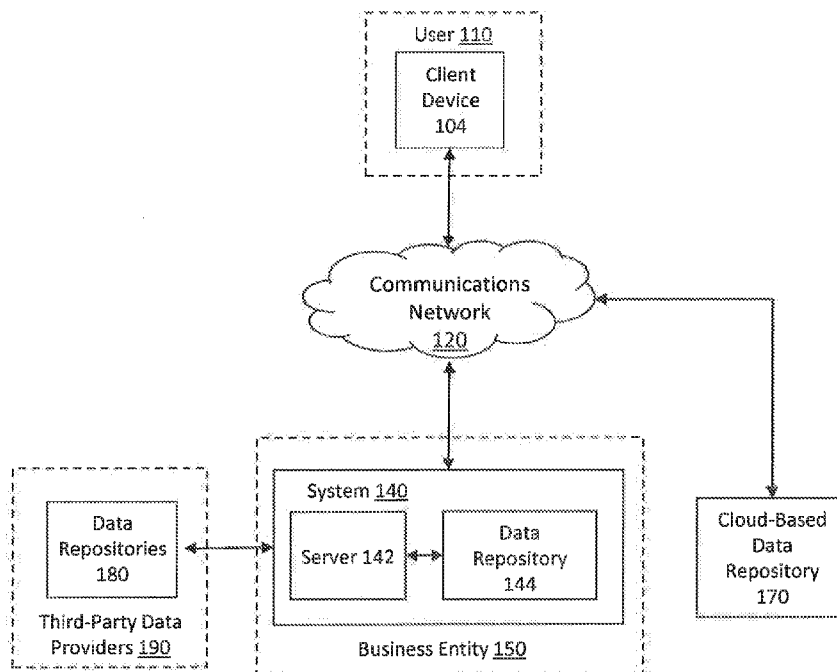 User 110
Client
Device
104
Communications
Network
120
System 140
Server 142
Data
Repository
144
Business Entity 150
Data
Repositories
180
Third-Party Data
Providers 190
Cloud-Based
Data
Repository
170